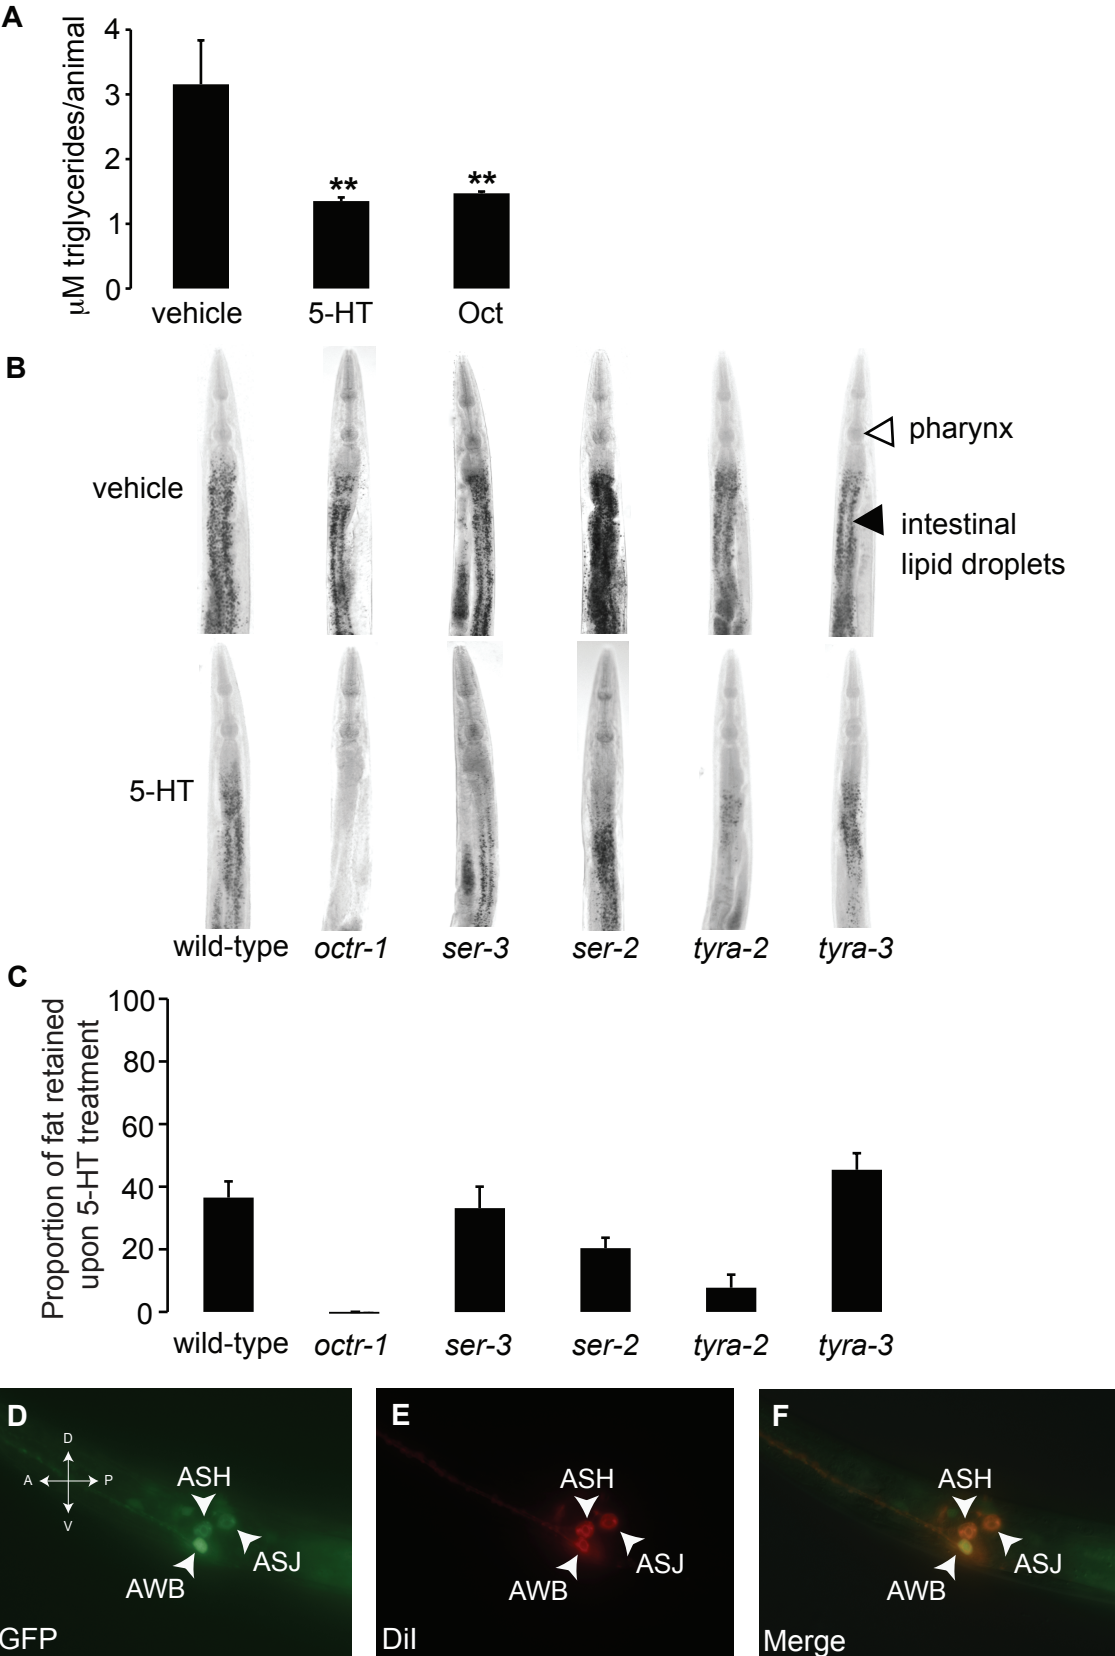 A
μM triglycerides/animal
4
3
2
1
0
**
**
vehicle
5-HT
Oct
B
vehicle
pharynx
intestinal
lipid droplets
5-HT
wild-type
octr-1
ser-3
ser-2
tyra-2
tyra-3
C
Proportion of fat retained
upon 5-HT treatment
100
80
60
40
20
0
wild-type
octr-1
ser-3
ser-2
tyra-2
tyra-3
D
D
A
P
V
ASH
ASJ
AWB
GFP
E
ASH
ASJ
AWB
DiI
F
ASH
ASJ
AWB
Merge